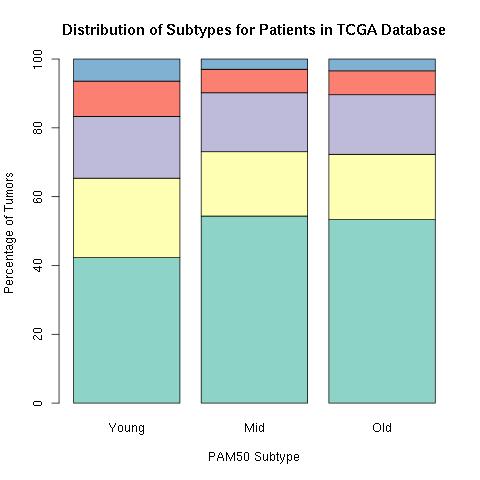 Distribution of Subtypes for Patients in TCGA Database
Percentage of Tumors
100
80
60
40
20
0
Young Mid Old
PAM50 Subtype